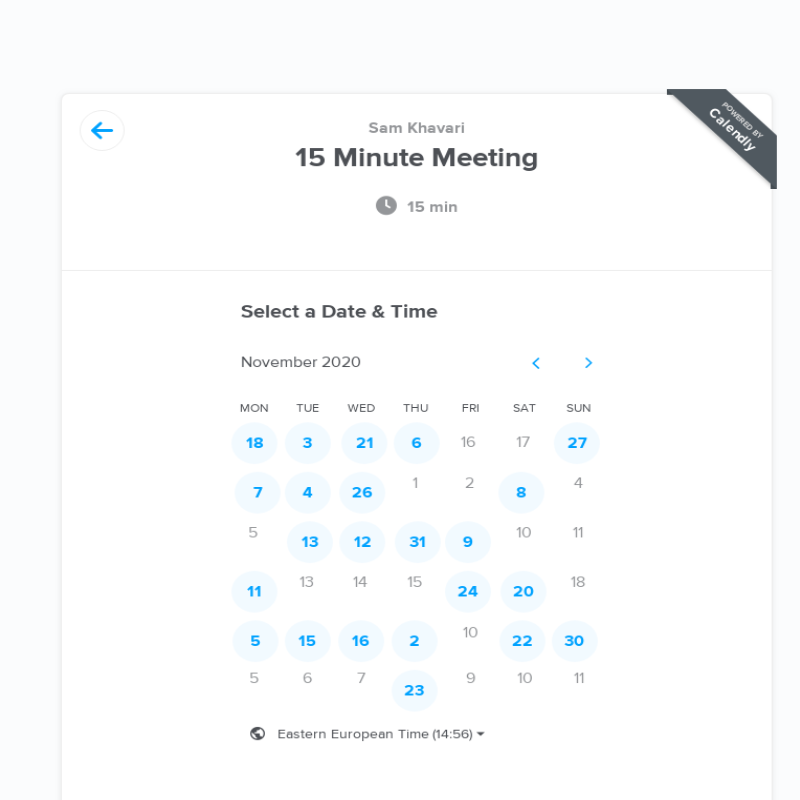 POWERED BY
Calendly
Sam Khavari
15 Minute Meeting
15 min
Select a Date & Time
November 2020
MON TUE WED THU FRI SAT SUN
18 3 21 6 16 17 27
7 4 26 1 2 8 4
5 13 12 31 9 10 11
11 13 14 15 24 20 18
5 15 16 2 10 22 30
5 6 7 23 9 10 11
Eastern European Time (14:56)